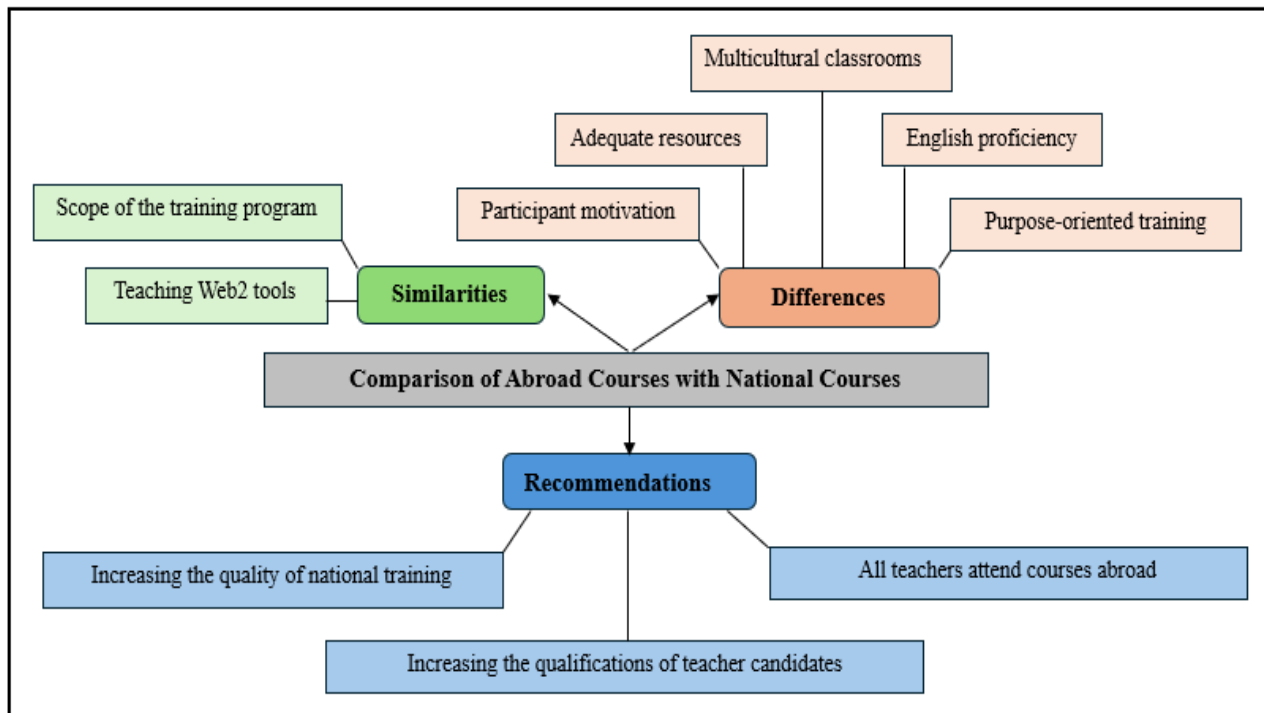 Multicultural classrooms
Adequate resources
English proficiency
Scope of the training program
Participant motivation
Purpose-oriented training
Teaching Web2 tools
Similarities
Differences
Comparison of Abroad Courses with National Courses
Recommendations
Increasing the quality of national training
All teachers attend courses abroad
Increasing the qualifications of teacher candidates